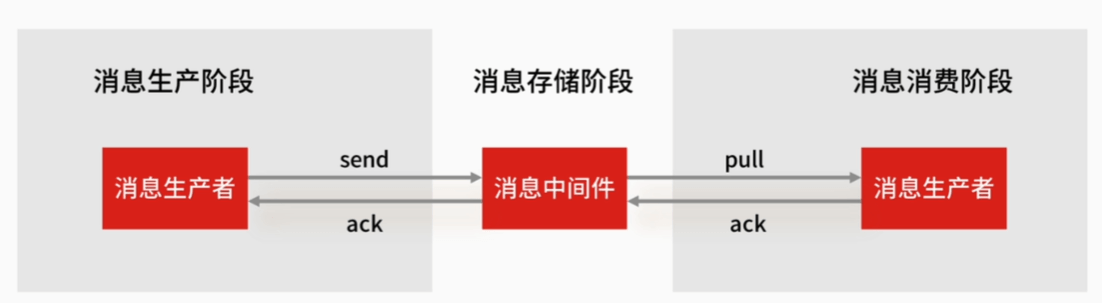 消息生产阶段
消息存储阶段
消息消费阶段
send
pull
消息生产者
消息中间件
消息生产者
ack
ack